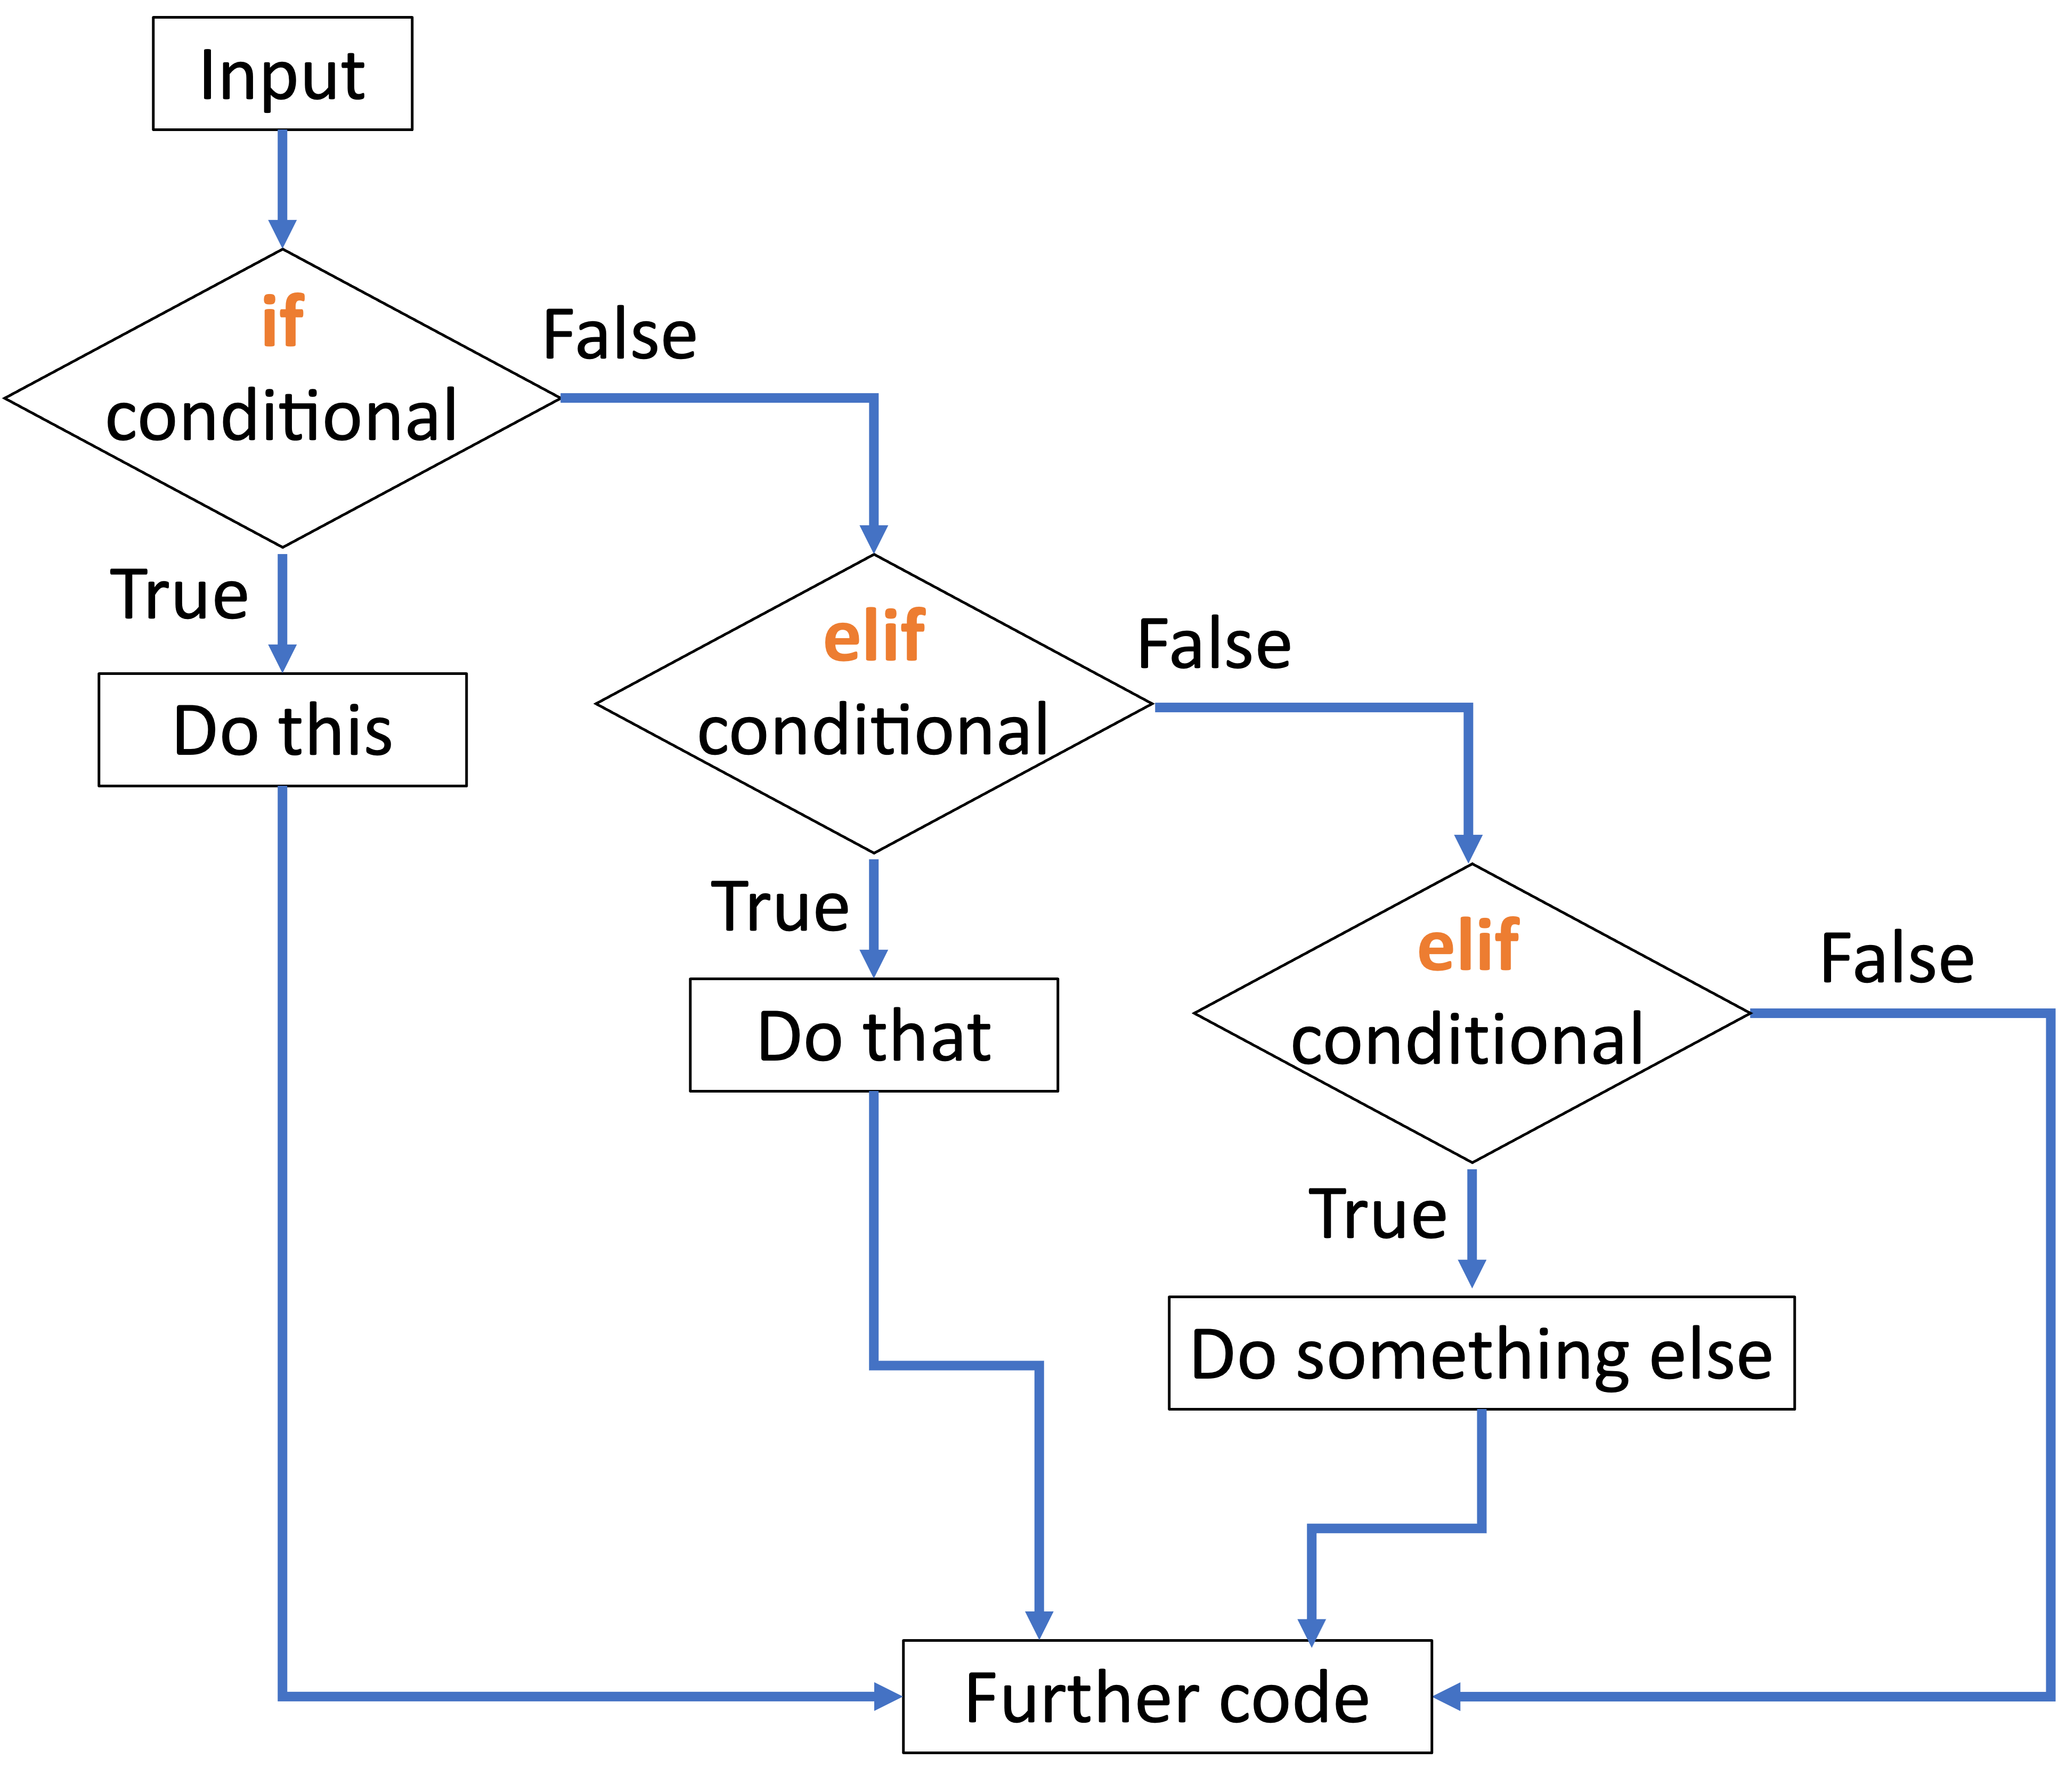 Input
if
conditional
False
True
Do this
elif
conditional
False
True
Do that
elif
conditional
False
True
Do something else
Further code